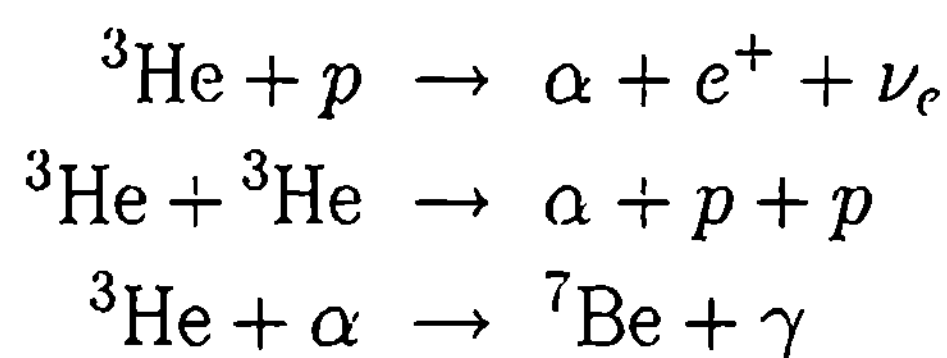 ³He + p → α + e⁺ + νₑ
³He + ³He → α + p + p
³He + α → ⁷Be + γ